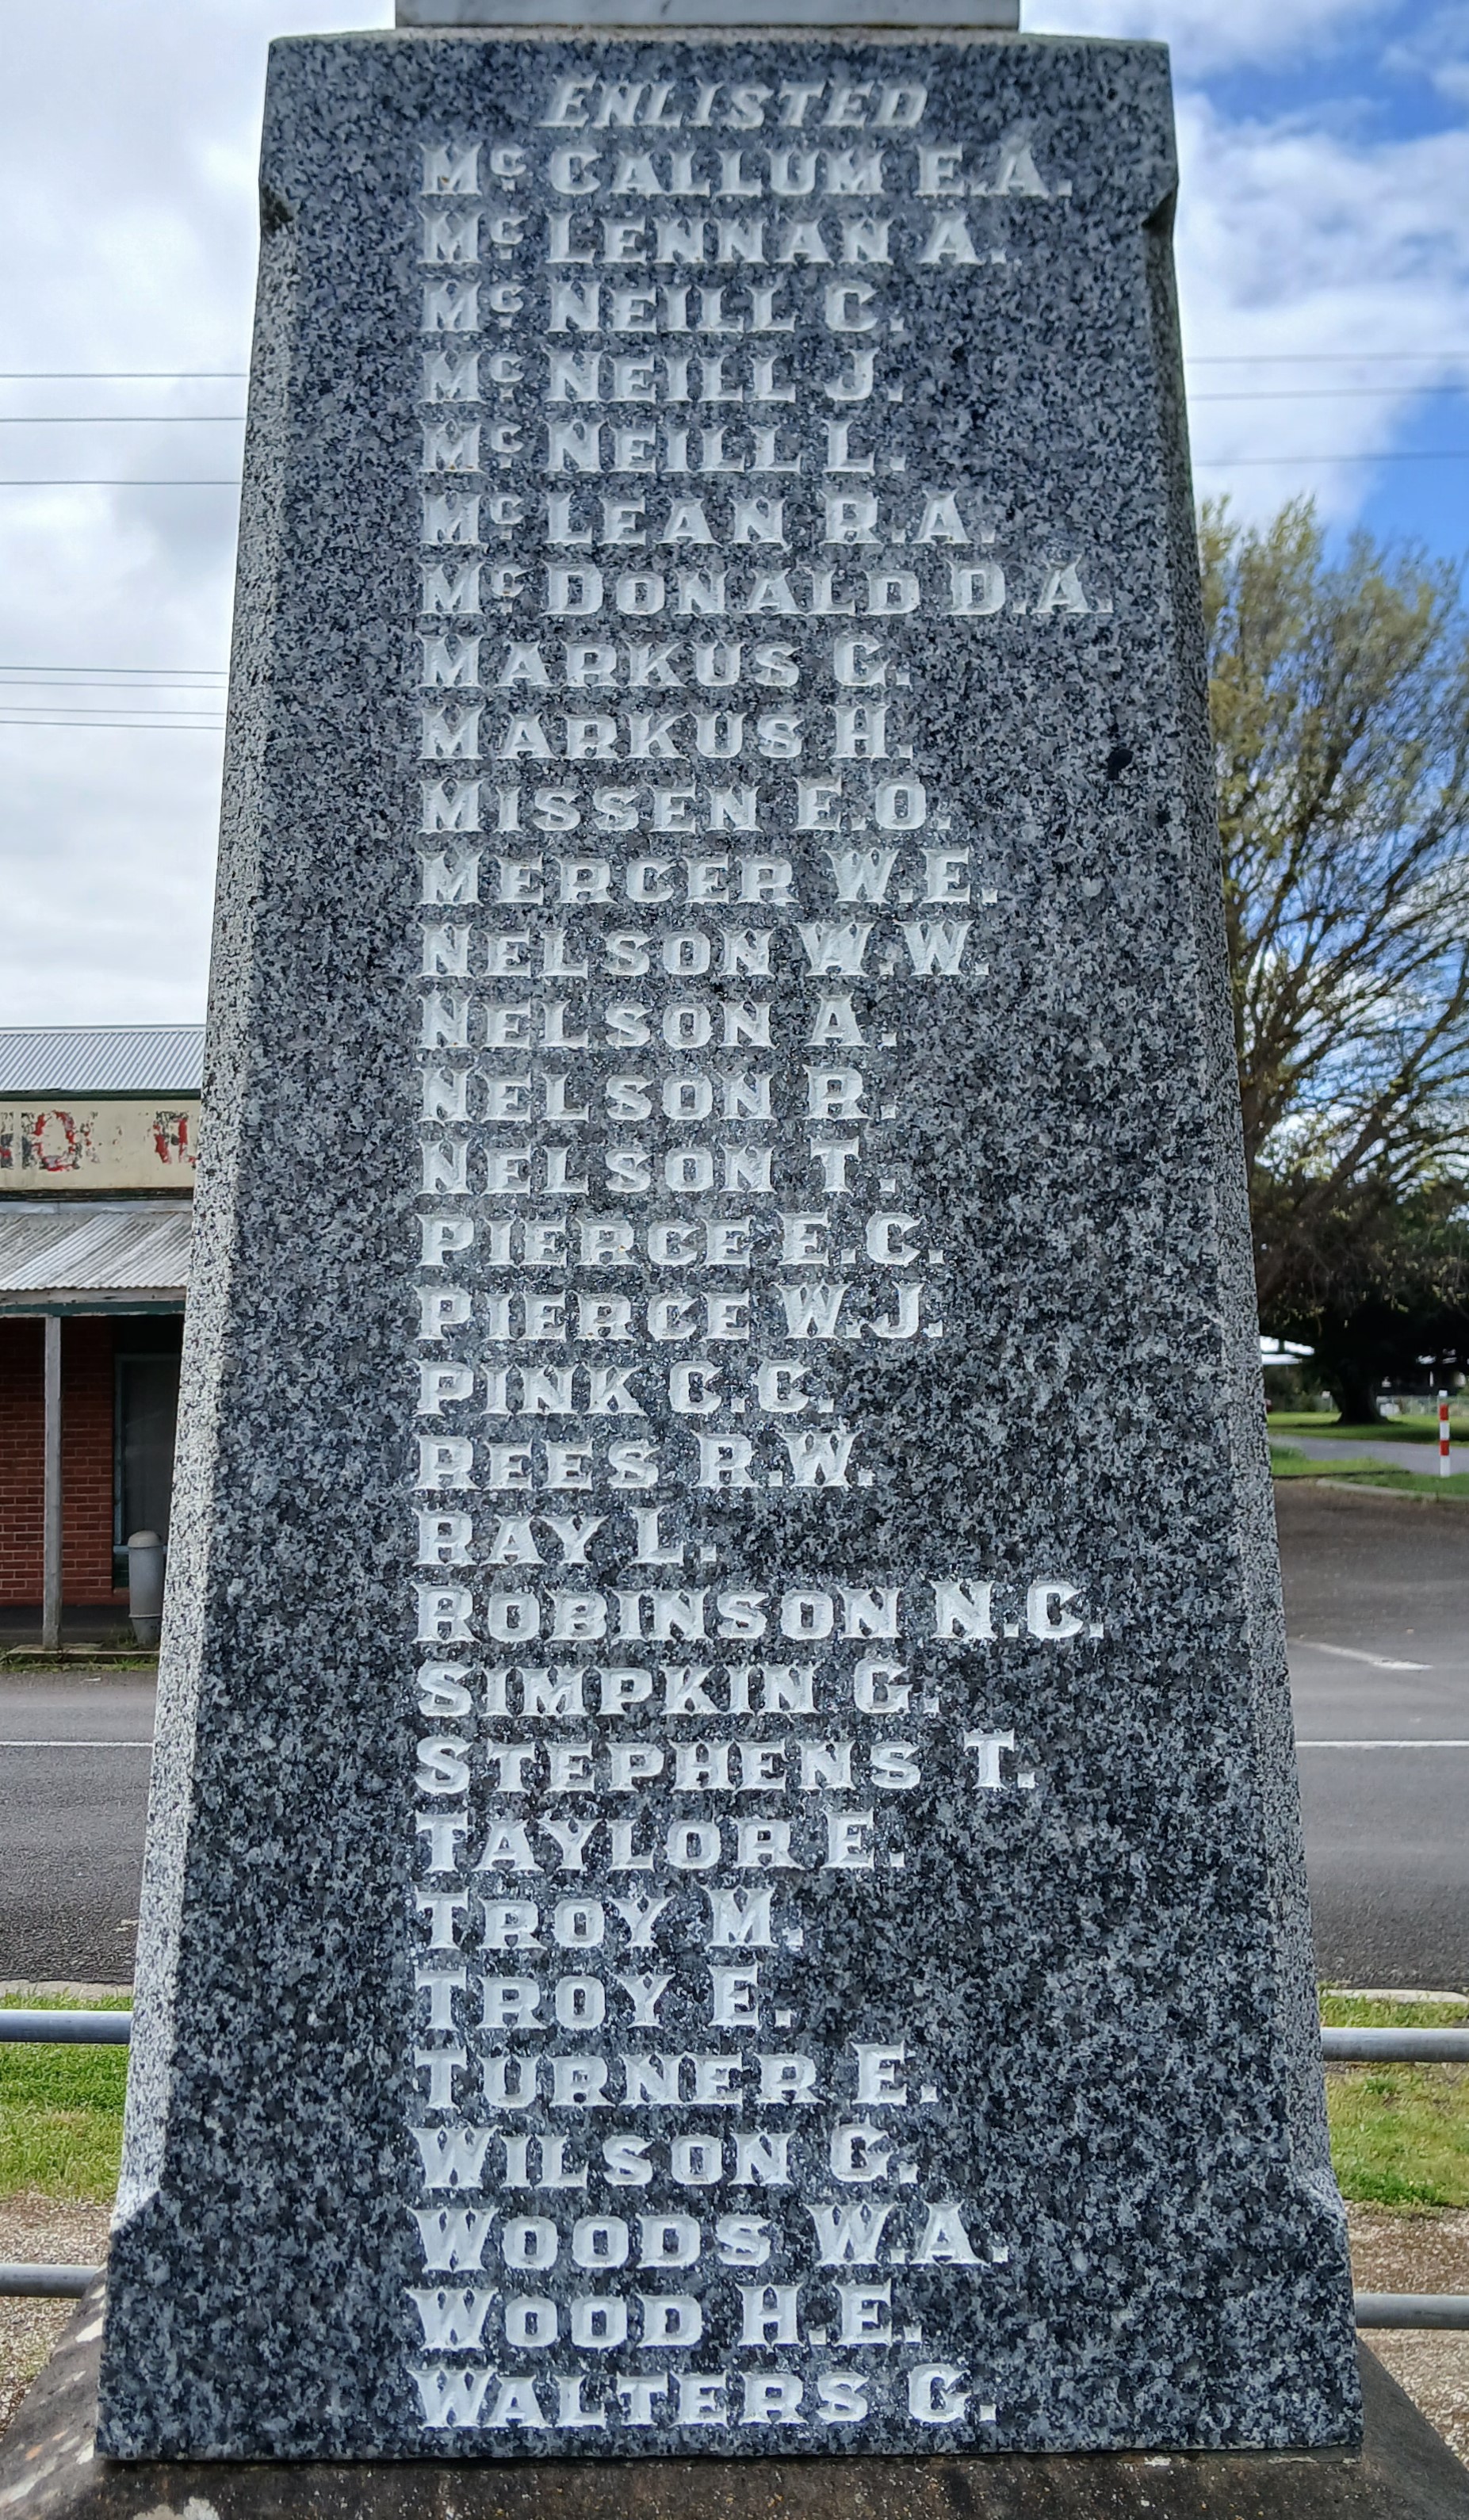 ENLISTED
McCALLUM E.A.
McLENNAN A.
McNEILL C.
McNEILL J.
McNEILL L.
McLEAN R.A.
McDONALD D.A.
MARKUS G.
MARKUS H.
MISSEN E.O.
MERCER W.E.
NELSON W.W.
NELSON A.
NELSON R.
NELSON T.
PIERCE E.C.
PIERCE W.J.
PINK C.C.
REES R.W.
RAY L.
ROBINSON N.C.
SIMPKIN G.
STEPHENS T.
TAYLOR E.
TROY M.
TROY E.
TURNER E.
WILSON G.
WOODS W.A.
WOOD H.E.
WALTERS G.